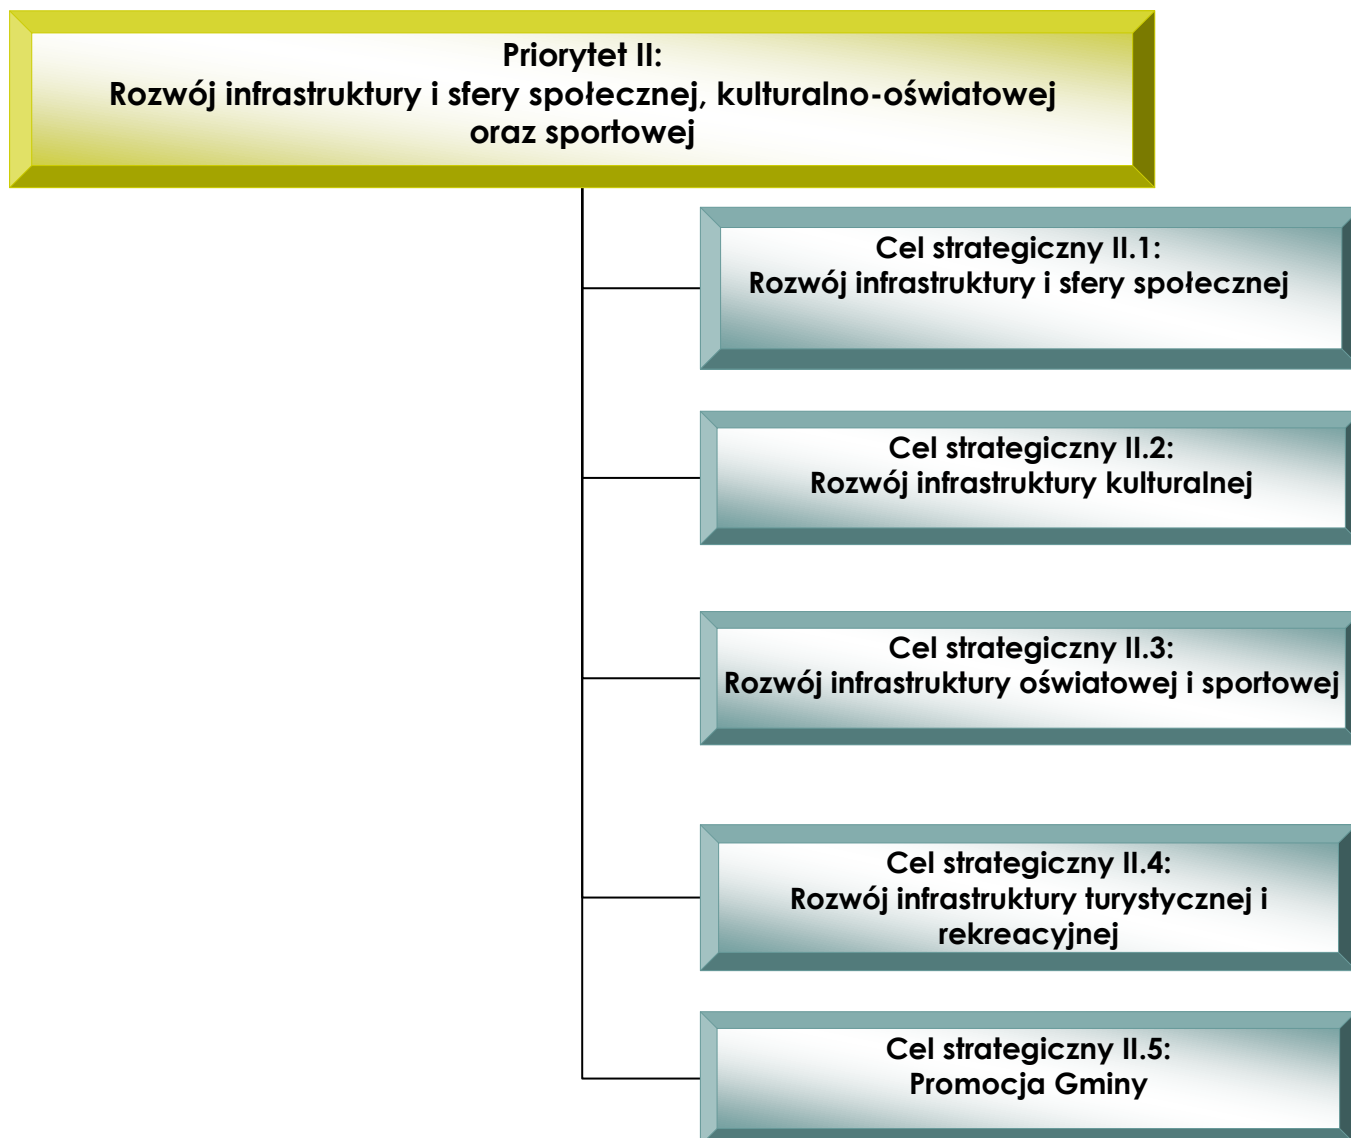 Priorytet II:
Rozwój infrastruktury i sfery społecznej, kulturalno-oświatowej
oraz sportowej
Cel strategiczny II.1:
Rozwój infrastruktury i sfery społecznej
Cel strategiczny II.2:
Rozwój infrastruktury kulturalnej
Cel strategiczny II.3:
Rozwój infrastruktury oświatowej i sportowej
Cel strategiczny II.4:
Rozwój infrastruktury turystycznej i
rekreacyjnej
Cel strategiczny II.5:
Promocja Gminy